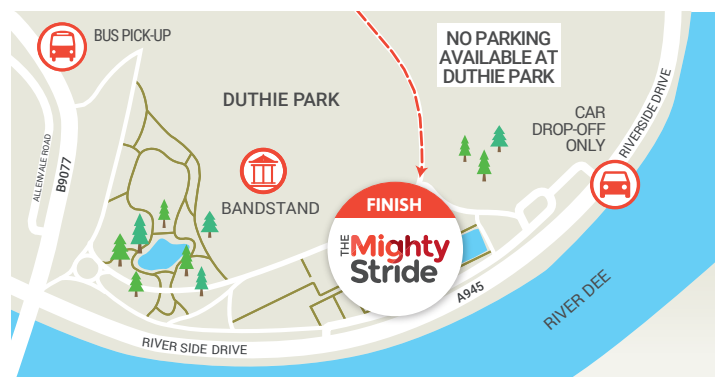 BUS PICK-UP
NO PARKING
AVAILABLE AT
DUTHIE PARK
DUTHIE PARK
CAR
DROP-OFF
ONLY
RIVERSIDE DRIVE
ALLENVALE ROAD
B9077
BANDSTAND
FINISH
THE Mighty
Stride
A945
RIVER DEE
RIVER SIDE DRIVE